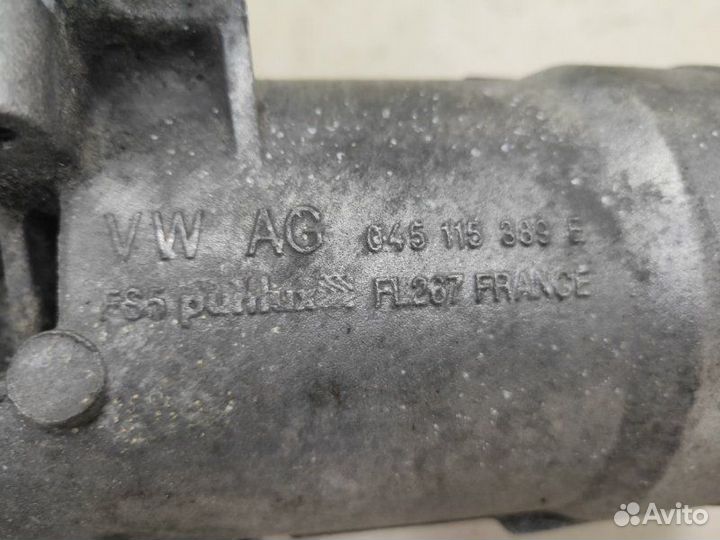 VW AG 045 115 389 E
FS5 purflux FL267 FRANCE
Avito